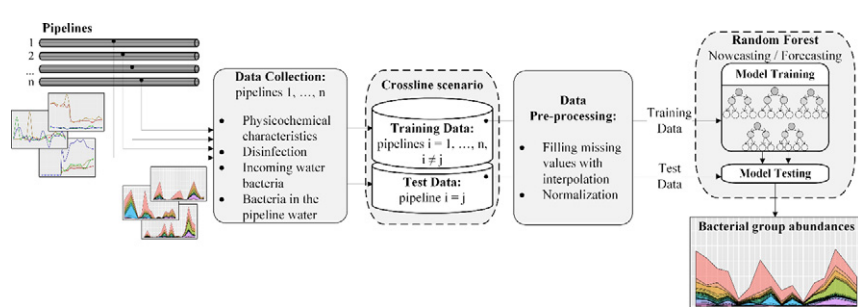 Pipelines
1
2
...
n
Data Collection:
pipelines 1, …, n
• Physicochemical
characteristics
• Disinfection
• Incoming water
bacteria
• Bacteria in the
pipeline water
Crossline scenario
Training Data:
pipelines i = 1, …, n,
i ≠ j
Test Data:
pipeline i = j
Data
Pre-processing:
• Filling missing
values with
interpolation
• Normalization
Training
Data
Test
Data
Random Forest
Nowcasting / Forecasting
Model Training
Model Testing
Bacterial group abundances